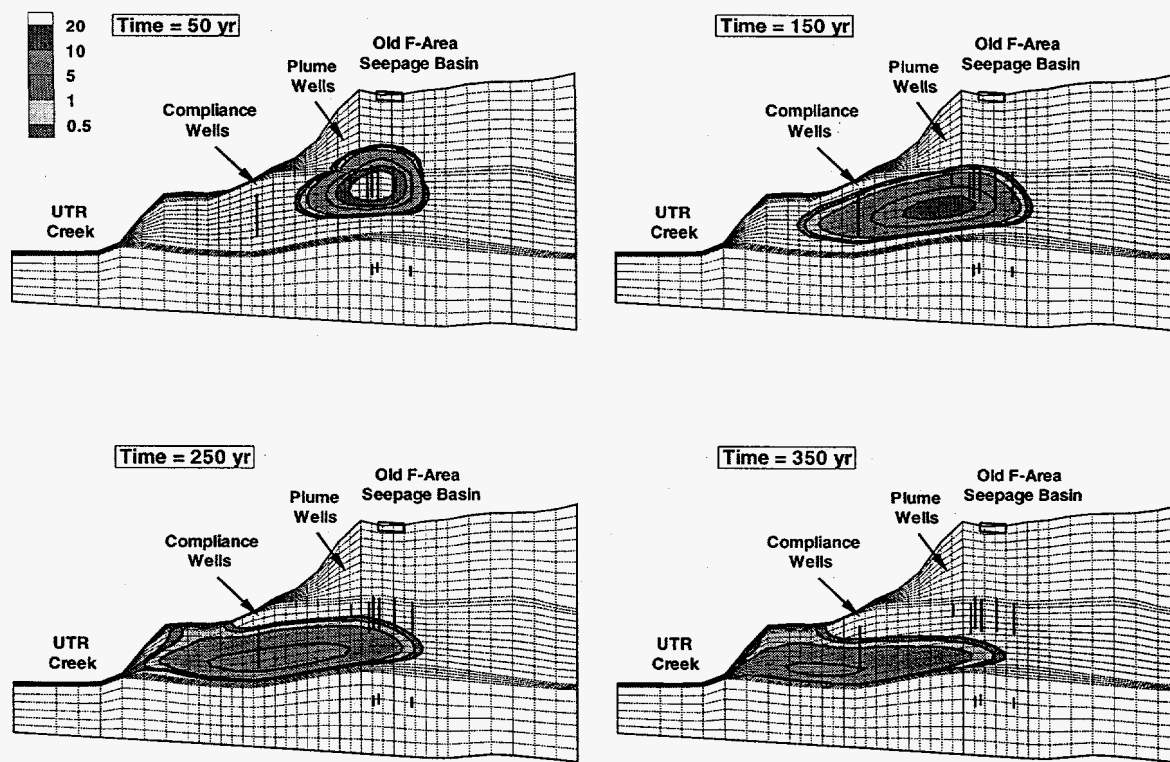 20
10
5
1
0.5
Time = 50 yr
Old F-Area
Seepage Basin
Plume
Wells
Compliance
Wells
UTR
Creek
Time = 150 yr
Old F-Area
Seepage Basin
Plume
Wells
Compliance
Wells
UTR
Creek
Time = 250 yr
Old F-Area
Seepage Basin
Plume
Wells
Compliance
Wells
UTR
Creek
Time = 350 yr
Old F-Area
Seepage Basin
Plume
Wells
Compliance
Wells
UTR
Creek